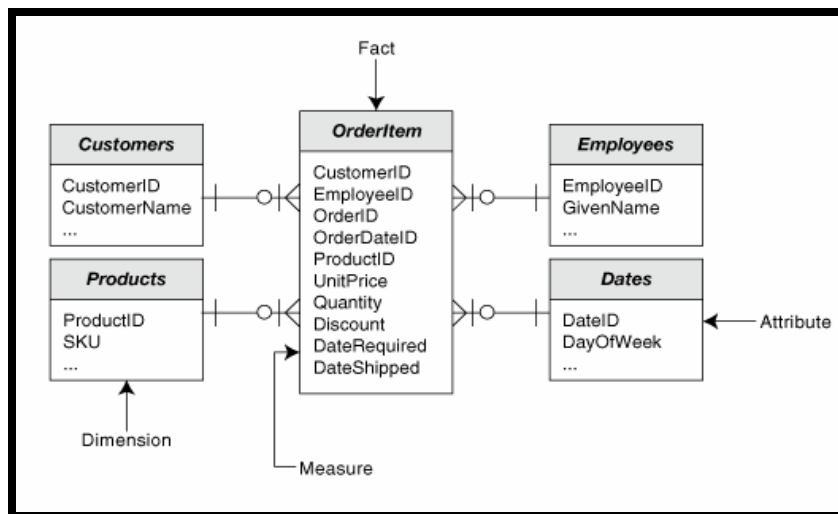 Fact
Customers
CustomerID
CustomerName
...
Products
ProductID
SKU
...
Dimension
OrderItem
CustomerID
EmployeeID
OrderID
OrderDateID
ProductID
UnitPrice
Quantity
Discount
DateRequired
DateShipped
Measure
Employees
EmployeeID
GivenName
...
Dates
DateID
DayOfWeek
...
Attribute